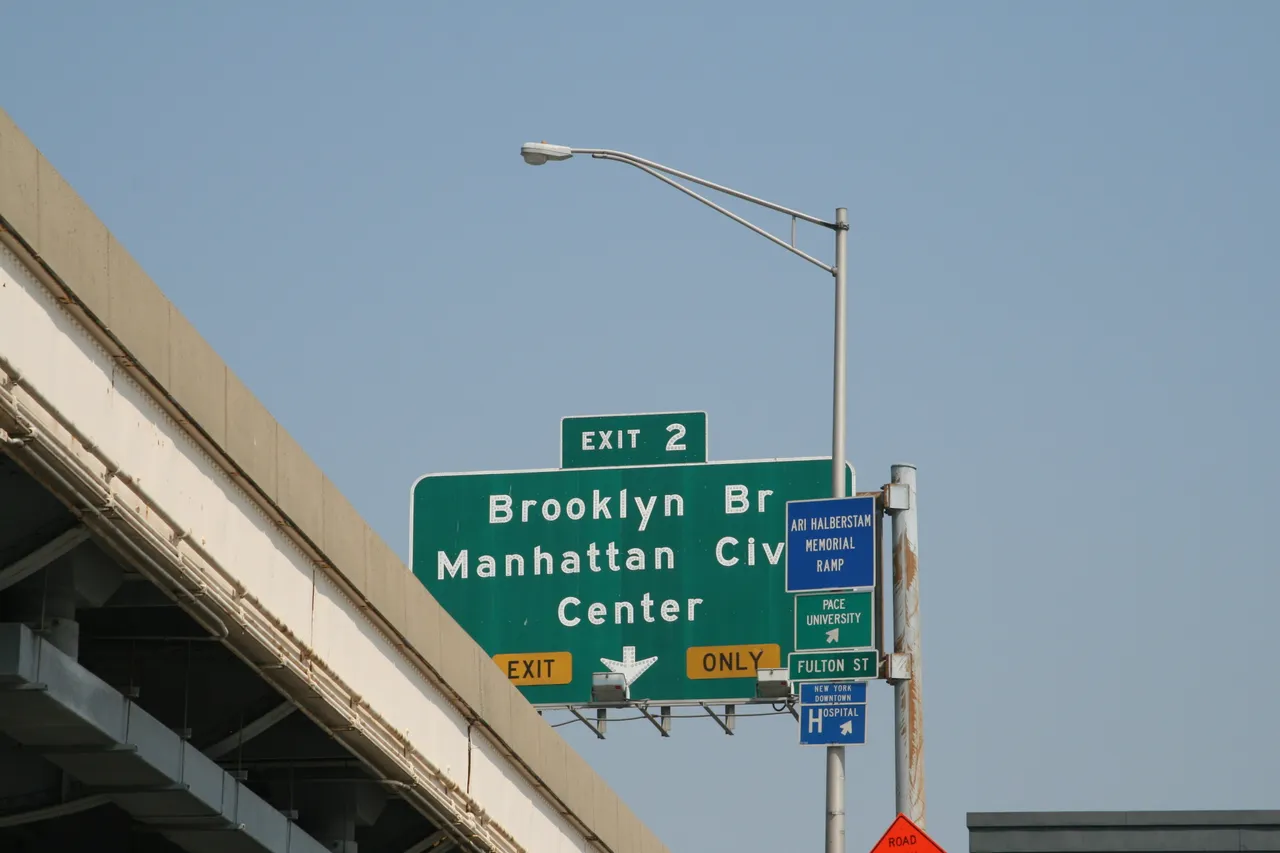 EXIT 2
Brooklyn Br
Manhattan Civ
Center
EXIT ONLY
ARI HALBERSTAM
MEMORIAL
RAMP
PACE
UNIVERSITY
FULTON ST
NEW YORK
DOWNTOWN
HOSPITAL
ROAD